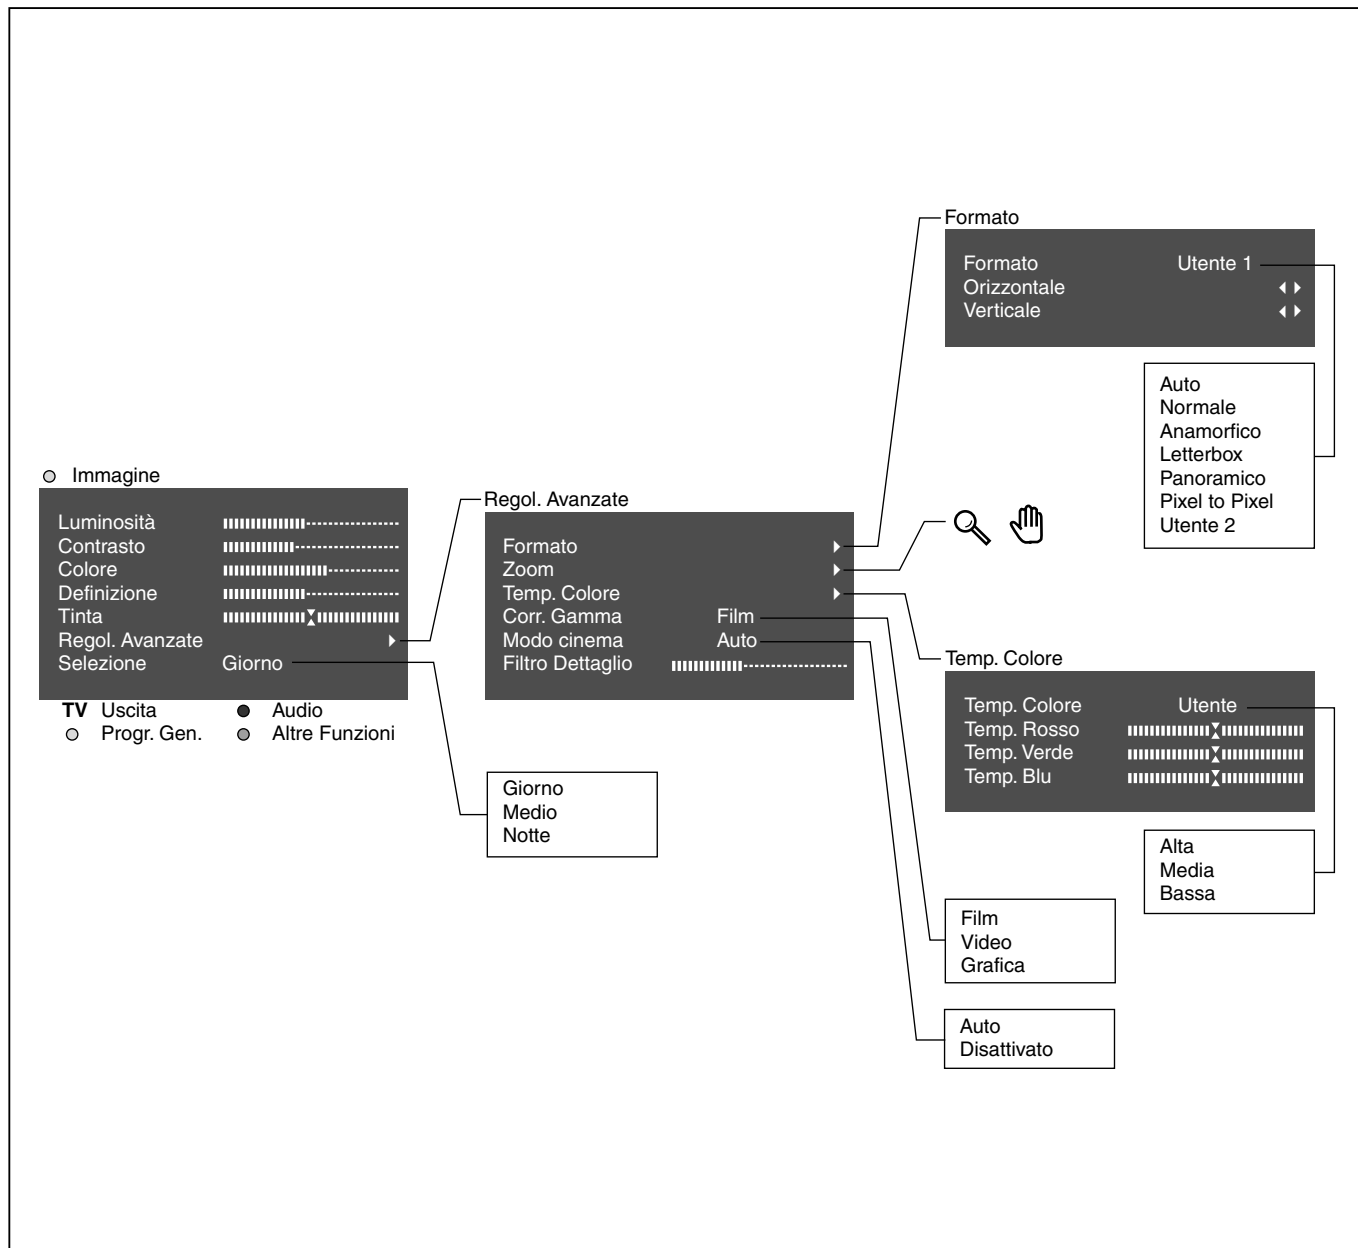 Immagine
Luminosità
Contrasto
Colore
Definizione
Tinta
Regol. Avanzate
Selezione Giorno
TV Uscita Audio
Progr. Gen. Altre Funzioni
Giorno
Medio
Notte
Regol. Avanzate
Formato
Zoom
Temp. Colore
Corr. Gamma Film
Modo cinema Auto
Filtro Dettaglio
Formato
Formato Utente 1
Orizzontale
Verticale
Auto
Normale
Anamorfico
Letterbox
Panoramico
Pixel to Pixel
Utente 2
Temp. Colore
Temp. Colore Utente
Temp. Rosso
Temp. Verde
Temp. Blu
Alta
Media
Bassa
Film
Video
Grafica
Auto
Disattivato